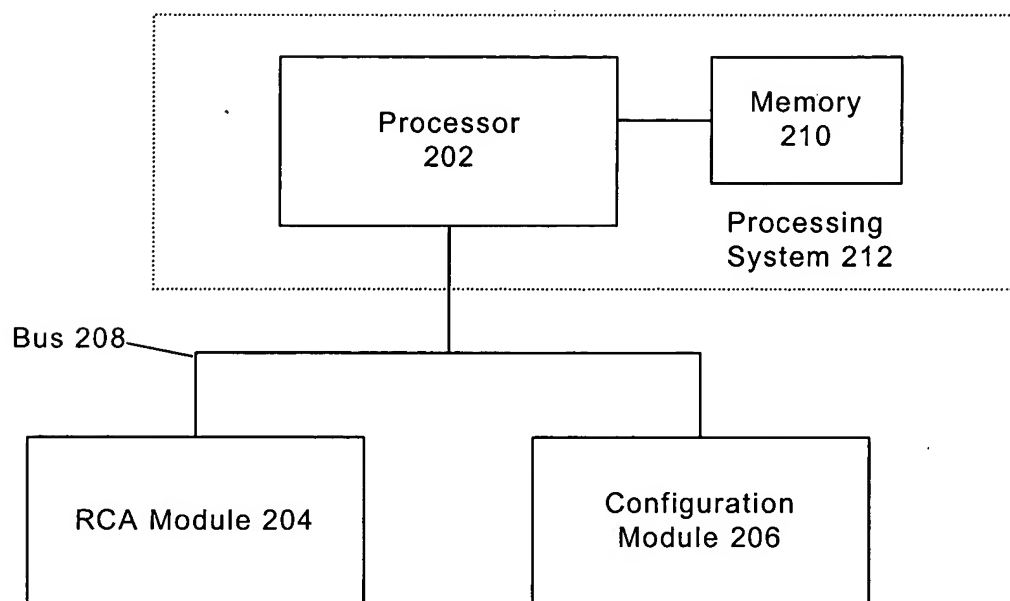 Processor
202
Memory
210
Processing
System 212
Bus 208
RCA Module 204
Configuration
Module 206